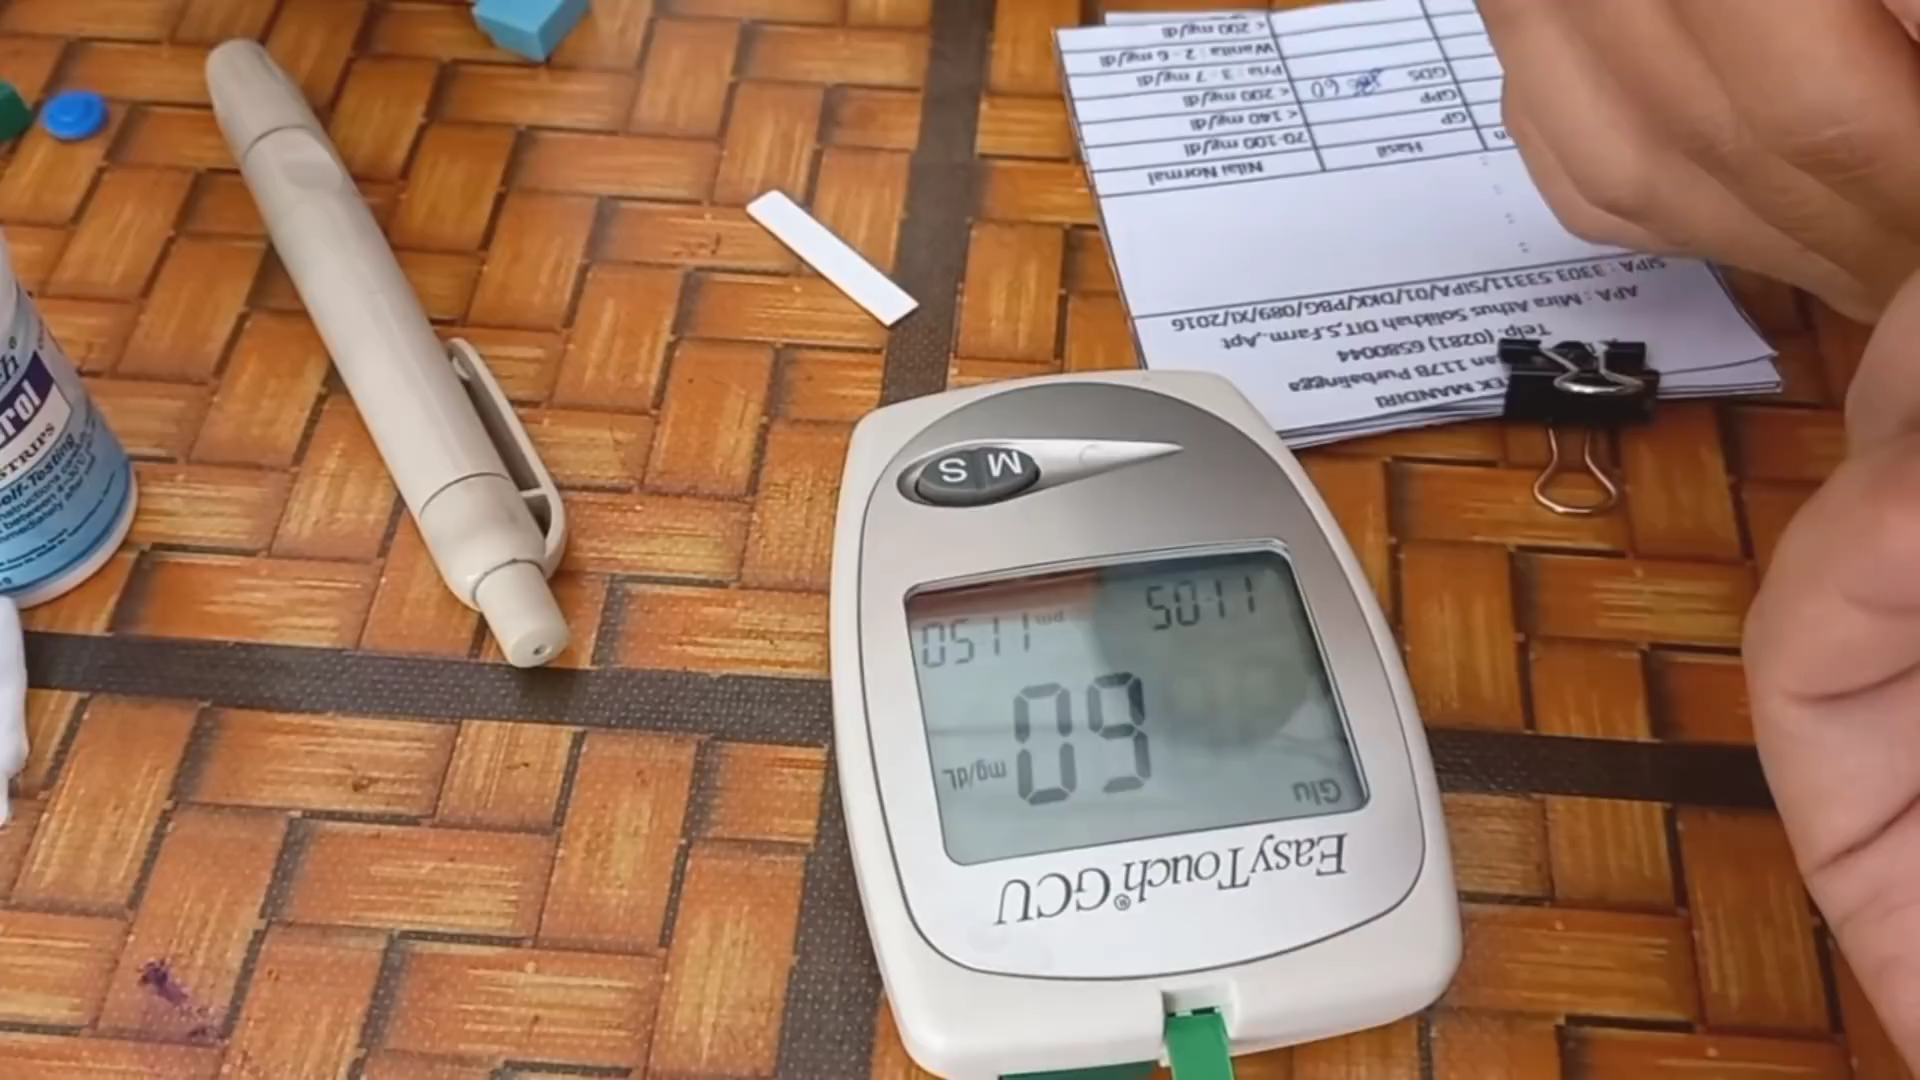 EasyTouch® GCU
Glu
60 mg/dL
11-05 pm 11:50
M S
MANDIRI
117B Purbalingga
Telp. (0281) 6580044
APA : Mira Athus Solikhah DIT,S.Farm.,Apt
SIPA : 3303.53311/SIPA/01/DKK/PBG/089/XI/2016
Hasil Nilai Normal
GP 70-100 mg/dl
GPP < 140 mg/dl
GDS 60 < 200 mg/dl
Pria : 3 - 7 mg/dl
Wanita : 2 - 6 mg/dl
< 200 mg/dl
STRIPS
Self-Testing
between
immediately